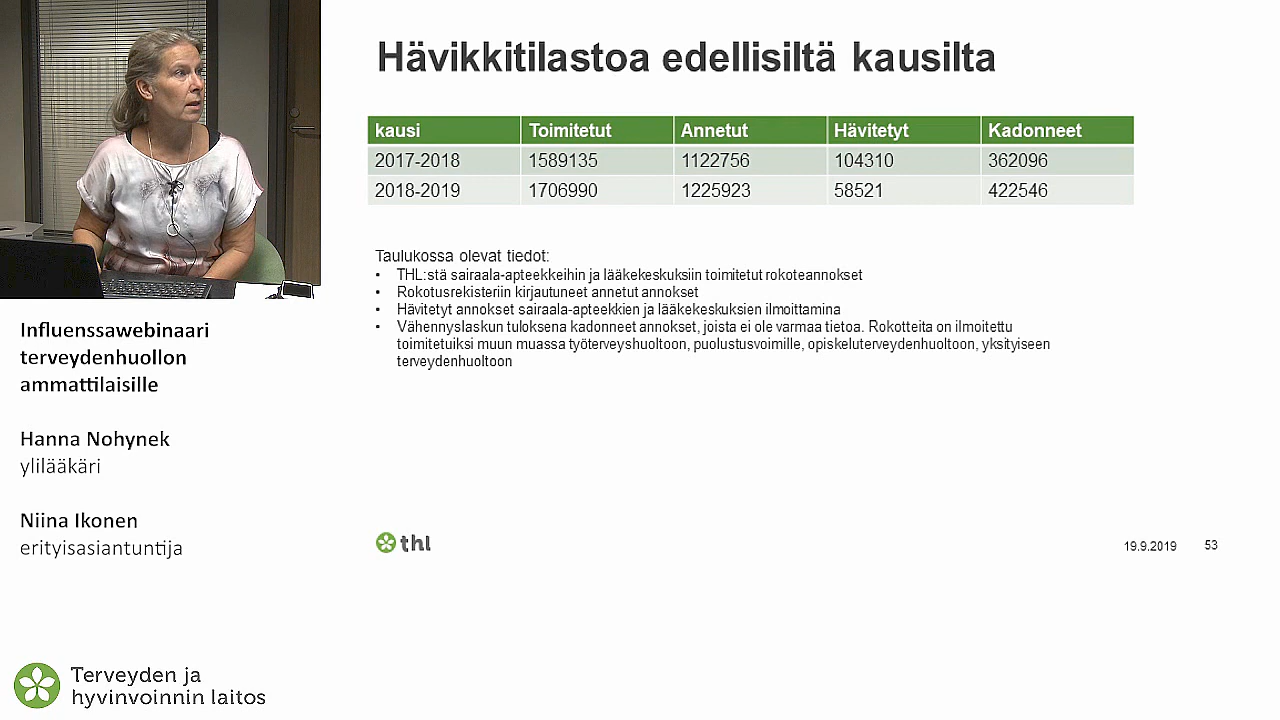 Hävikkitilastoa edellisiltä kausilta
kausi Toimitetut Annetut Hävitetyt Kadonneet
2017-2018 1589135 1122756 104310 362096
2018-2019 1706990 1225923 58521 422546
Taulukossa olevat tiedot:
• THL:stä sairaala-apteekkeihin ja lääkekeskuksiin toimitetut rokoteannokset
• Rokotusrekisteriin kirjautuneet annetut annokset
• Hävitetyt annokset sairaala-apteekkien ja lääkekeskuksien ilmoittamina
• Vähennyslaskun tuloksena kadonneet annokset, joista ei ole varmaa tietoa. Rokotteita on ilmoitettu
toimitetuiksi muun muassa työterveyshuoltoon, puolustusvoimille, opiskeluterveydenhuoltoon, yksityiseen
terveydenhuoltoon
thl
19.9.2019 53
Influenssawebinaari
terveydenhuollon
ammattilaisille
Hanna Nohynek
ylilääkäri
Niina Ikonen
erityisasiantuntija
Terveyden ja
hyvinvoinnin laitos